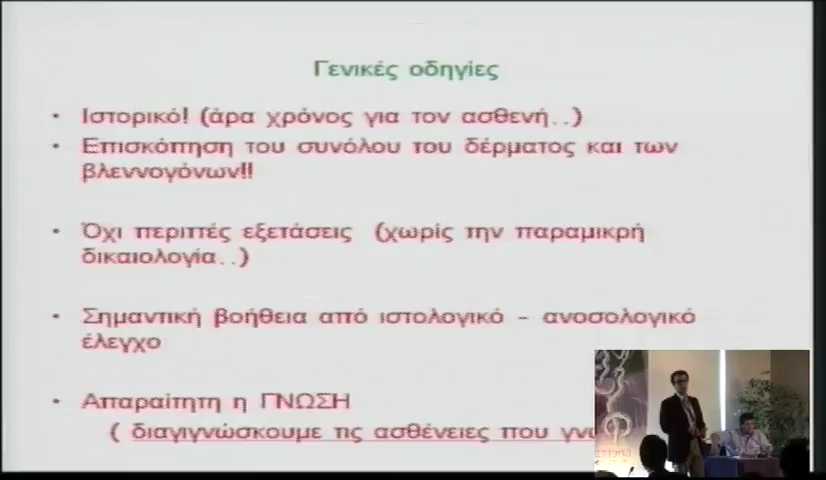 Γενικές οδηγίες
• Ιστορικό! (άρα χρόνος για τον ασθενή..)
• Επισκόπηση του συνόλου του δέρματος και των
βλεννογόνων!!
• Όχι περιττές εξετάσεις (χωρίς την παραμικρή
δικαιολογία..)
• Σημαντική βοήθεια από ιστολογικό - ανοσολογικό
έλεγχο
• Απαραίτητη η ΓΝΩΣΗ
( διαγιγνώσκουμε τις ασθένειες που